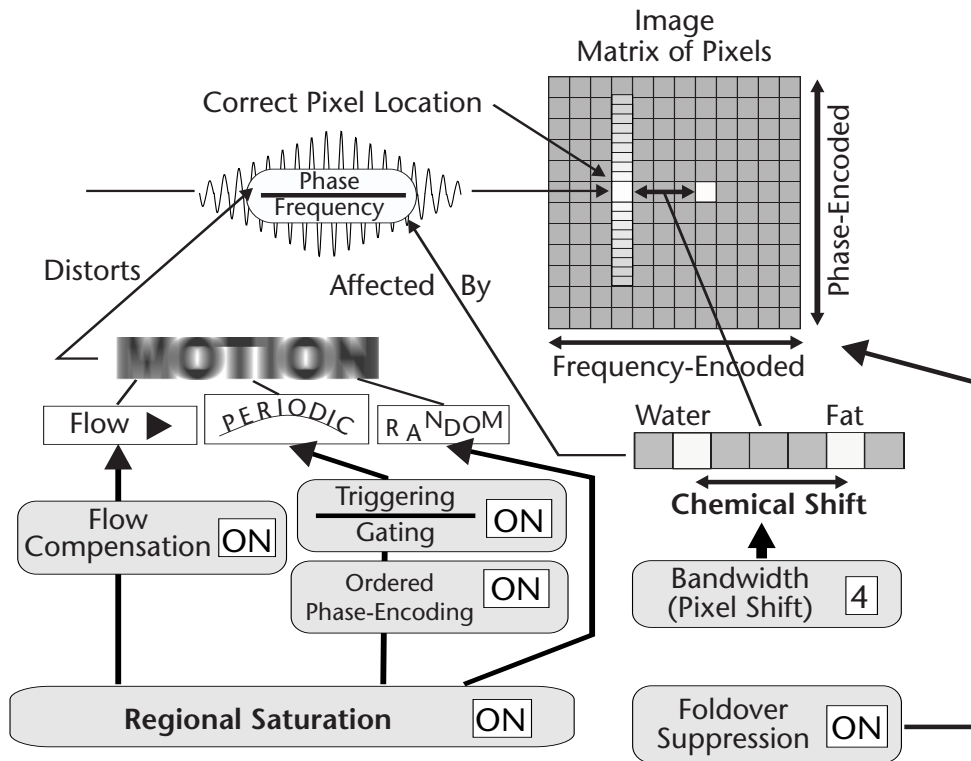 Image
Matrix of Pixels
Correct Pixel Location
Phase
Frequency
Phase-Encoded
Distorts
Affected By
MOTION
Frequency-Encoded
Flow
PERIODIC
RANDOM
Water
Fat
Chemical Shift
Flow
Compensation
ON
Triggering
Gating
ON
Ordered
Phase-Encoding
ON
Bandwidth
(Pixel Shift)
4
Regional Saturation
ON
Foldover
Suppression
ON